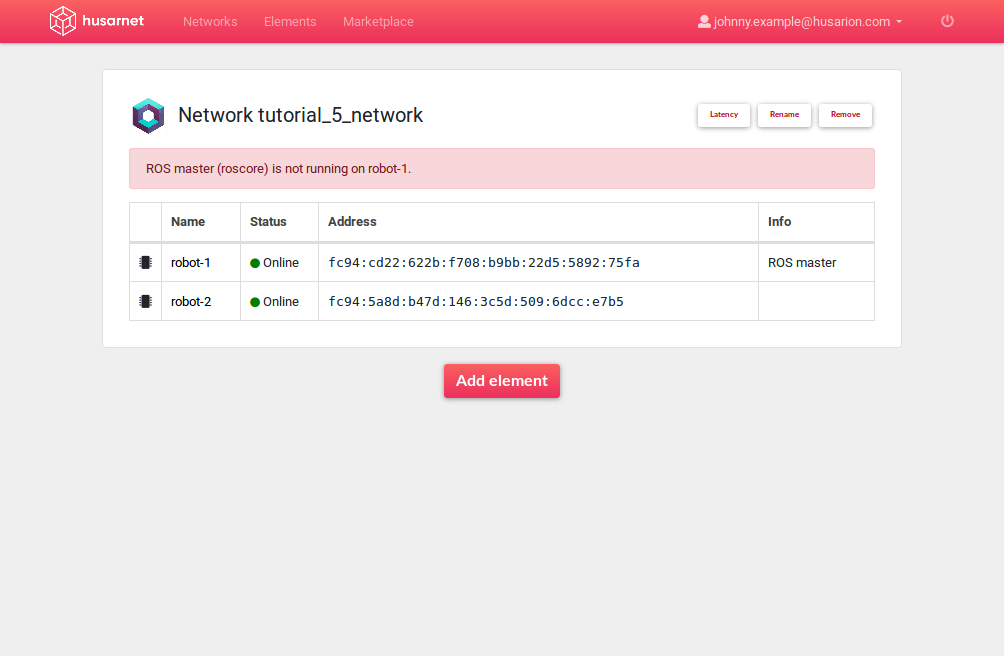 husarnet Networks Elements Marketplace johnny.example@husarion.com
Network tutorial_5_network Latency Rename Remove
ROS master (roscore) is not running on robot-1.
Name Status Address Info
robot-1 Online fc94:cd22:622b:f708:b9bb:22d5:5892:75fa ROS master
robot-2 Online fc94:5a8d:b47d:146:3c5d:509:6dcc:e7b5
Add element